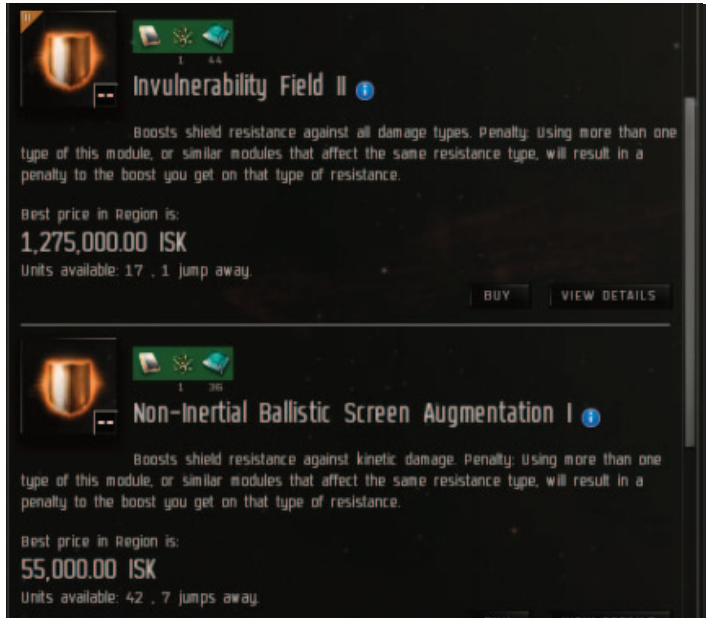 II
--
1 44
Invulnerability Field II i
Boosts shield resistance against all damage types. Penalty: Using more than one
type of this module, or similar modules that affect the same resistance type, will result in a
penalty to the boost you get on that type of resistance.
Best price in Region is:
1,275,000.00 ISK
Units available: 17 , 1 jump away.
BUY VIEW DETAILS
--
1 36
Non-Inertial Ballistic Screen Augmentation I i
Boosts shield resistance against kinetic damage. Penalty: Using more than one
type of this module, or similar modules that affect the same resistance type, will result in a
penalty to the boost you get on that type of resistance.
Best price in Region is:
55,000.00 ISK
Units available: 42 , 7 jumps away.